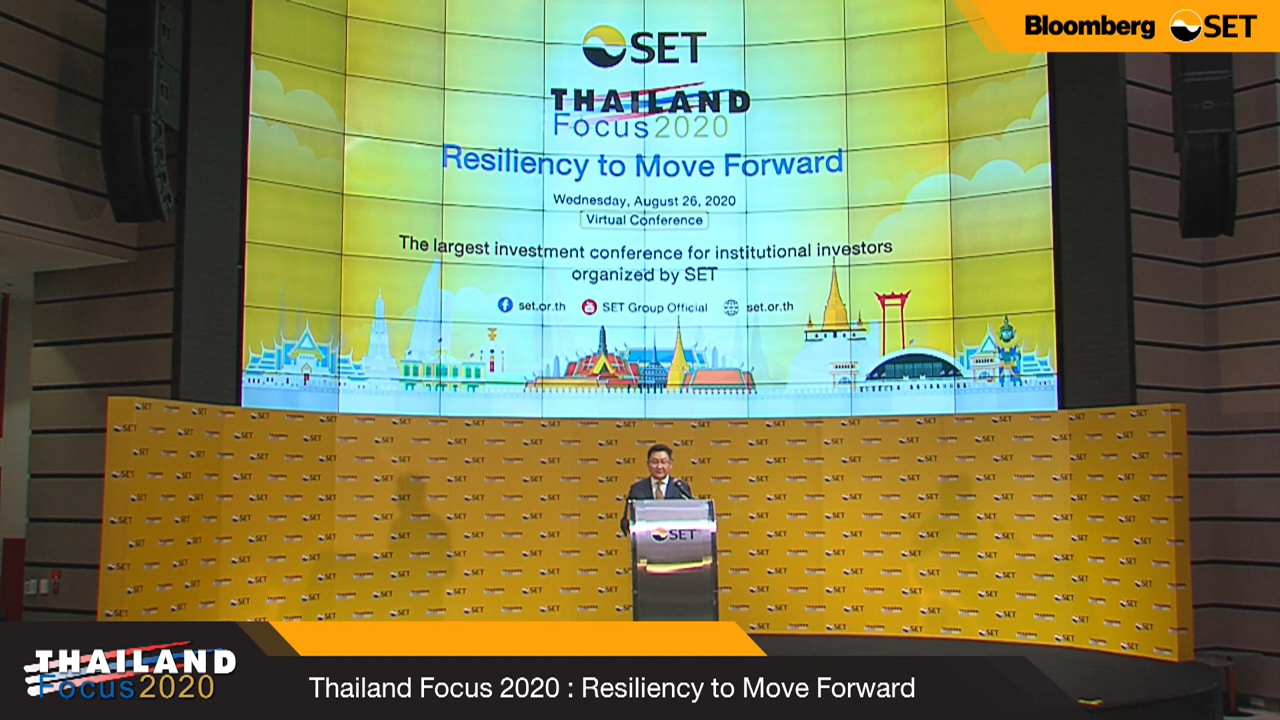 Bloomberg SET
SET
THAILAND
Focus 2020
Resiliency to Move Forward
Wednesday, August 26, 2020
Virtual Conference
The largest investment conference for institutional investors
organized by SET
set.or.th SET Group Official set.or.th
SET
THAILAND
Focus 2020
Thailand Focus 2020 : Resiliency to Move Forward